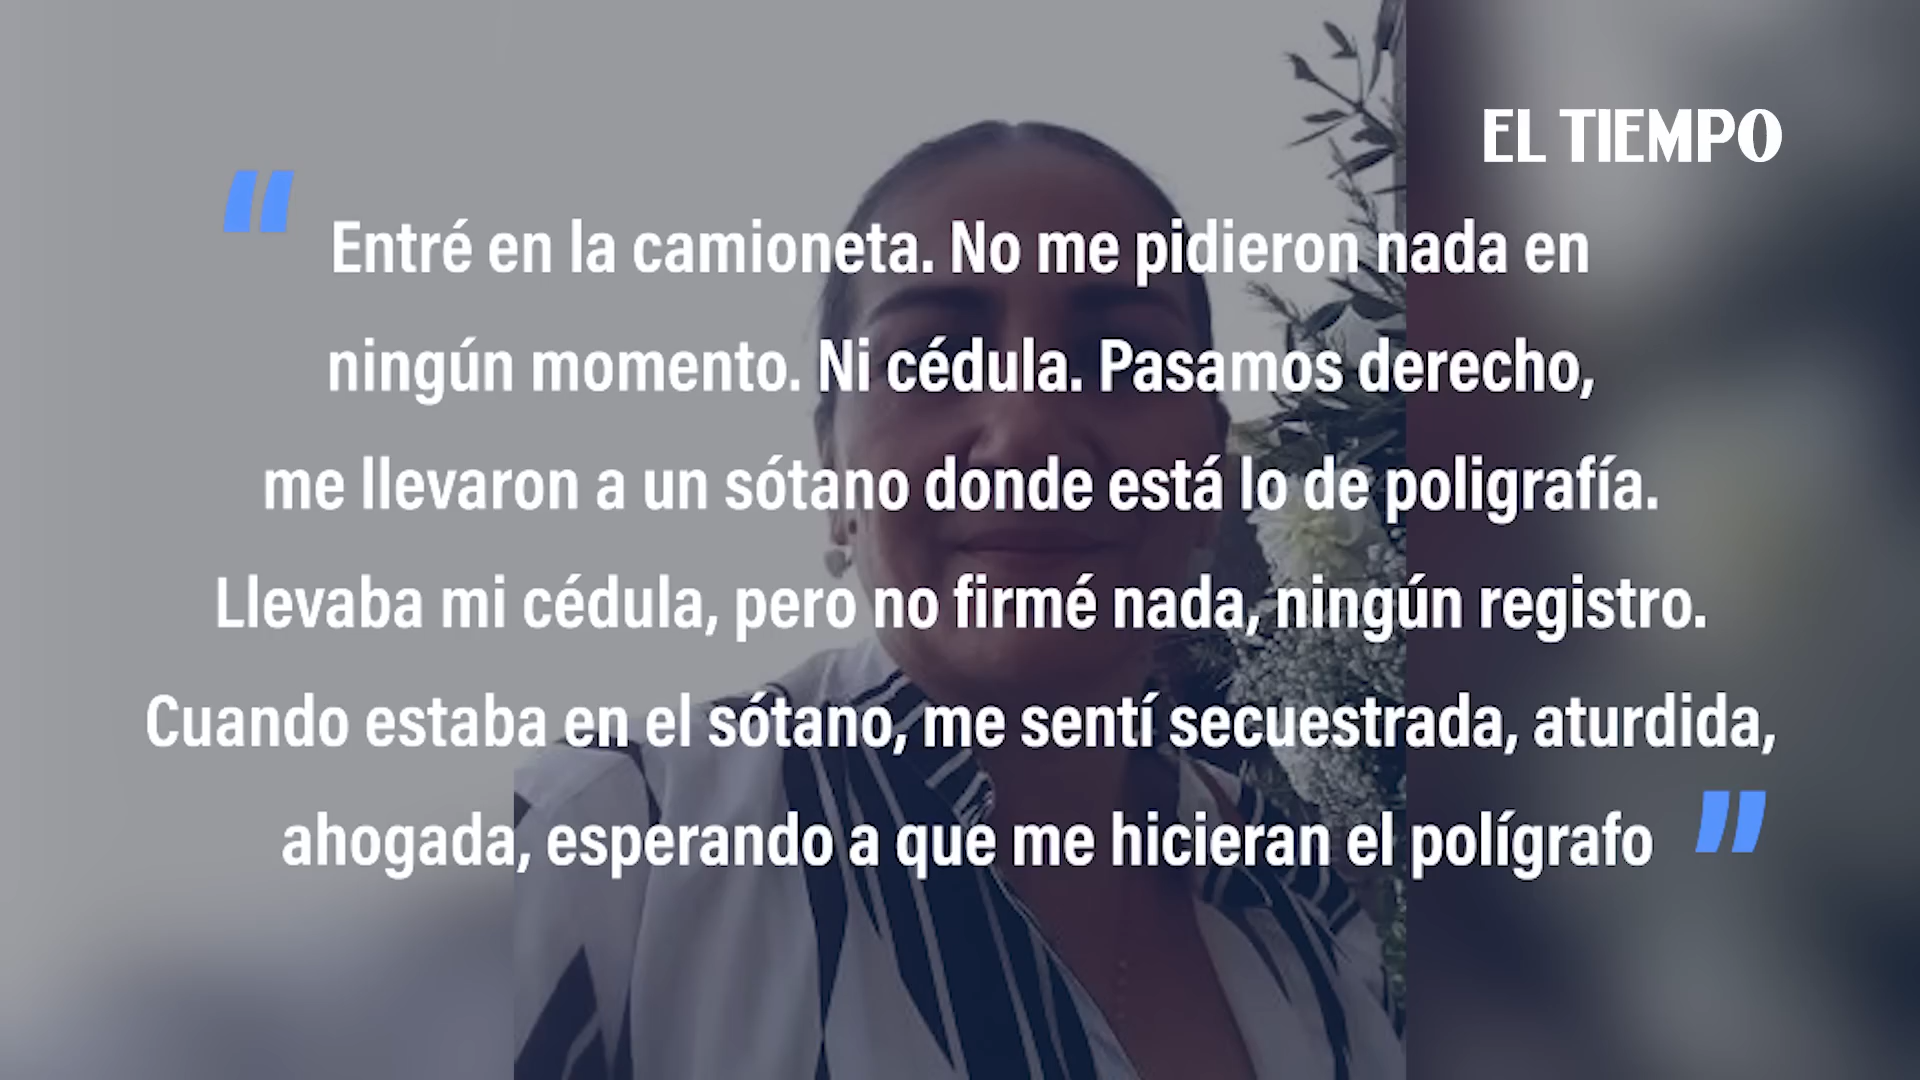 EL TIEMPO
“ Entré en la camioneta. No me pidieron nada en
ningún momento. Ni cédula. Pasamos derecho,
me llevaron a un sótano donde está lo de poligrafía.
Llevaba mi cédula, pero no firmé nada, ningún registro.
Cuando estaba en el sótano, me sentí secuestrada, aturdida,
ahogada, esperando a que me hicieran el polígrafo ”